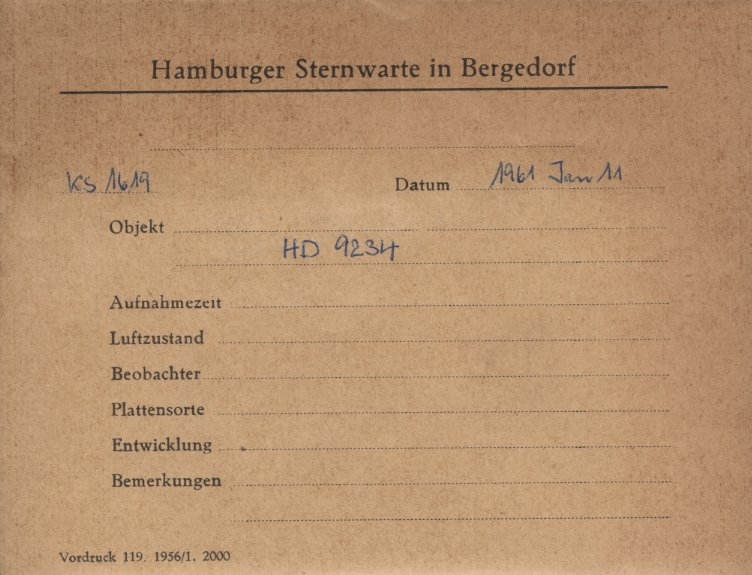 Hamburger Sternwarte in Bergedorf
KS 1619 Datum 1961 Jan 11
Objekt
HD 9234
Aufnahmezeit
Luftzustand
Beobachter
Plattensorte
Entwicklung
Bemerkungen
Vordruck 119. 1956/1. 2000